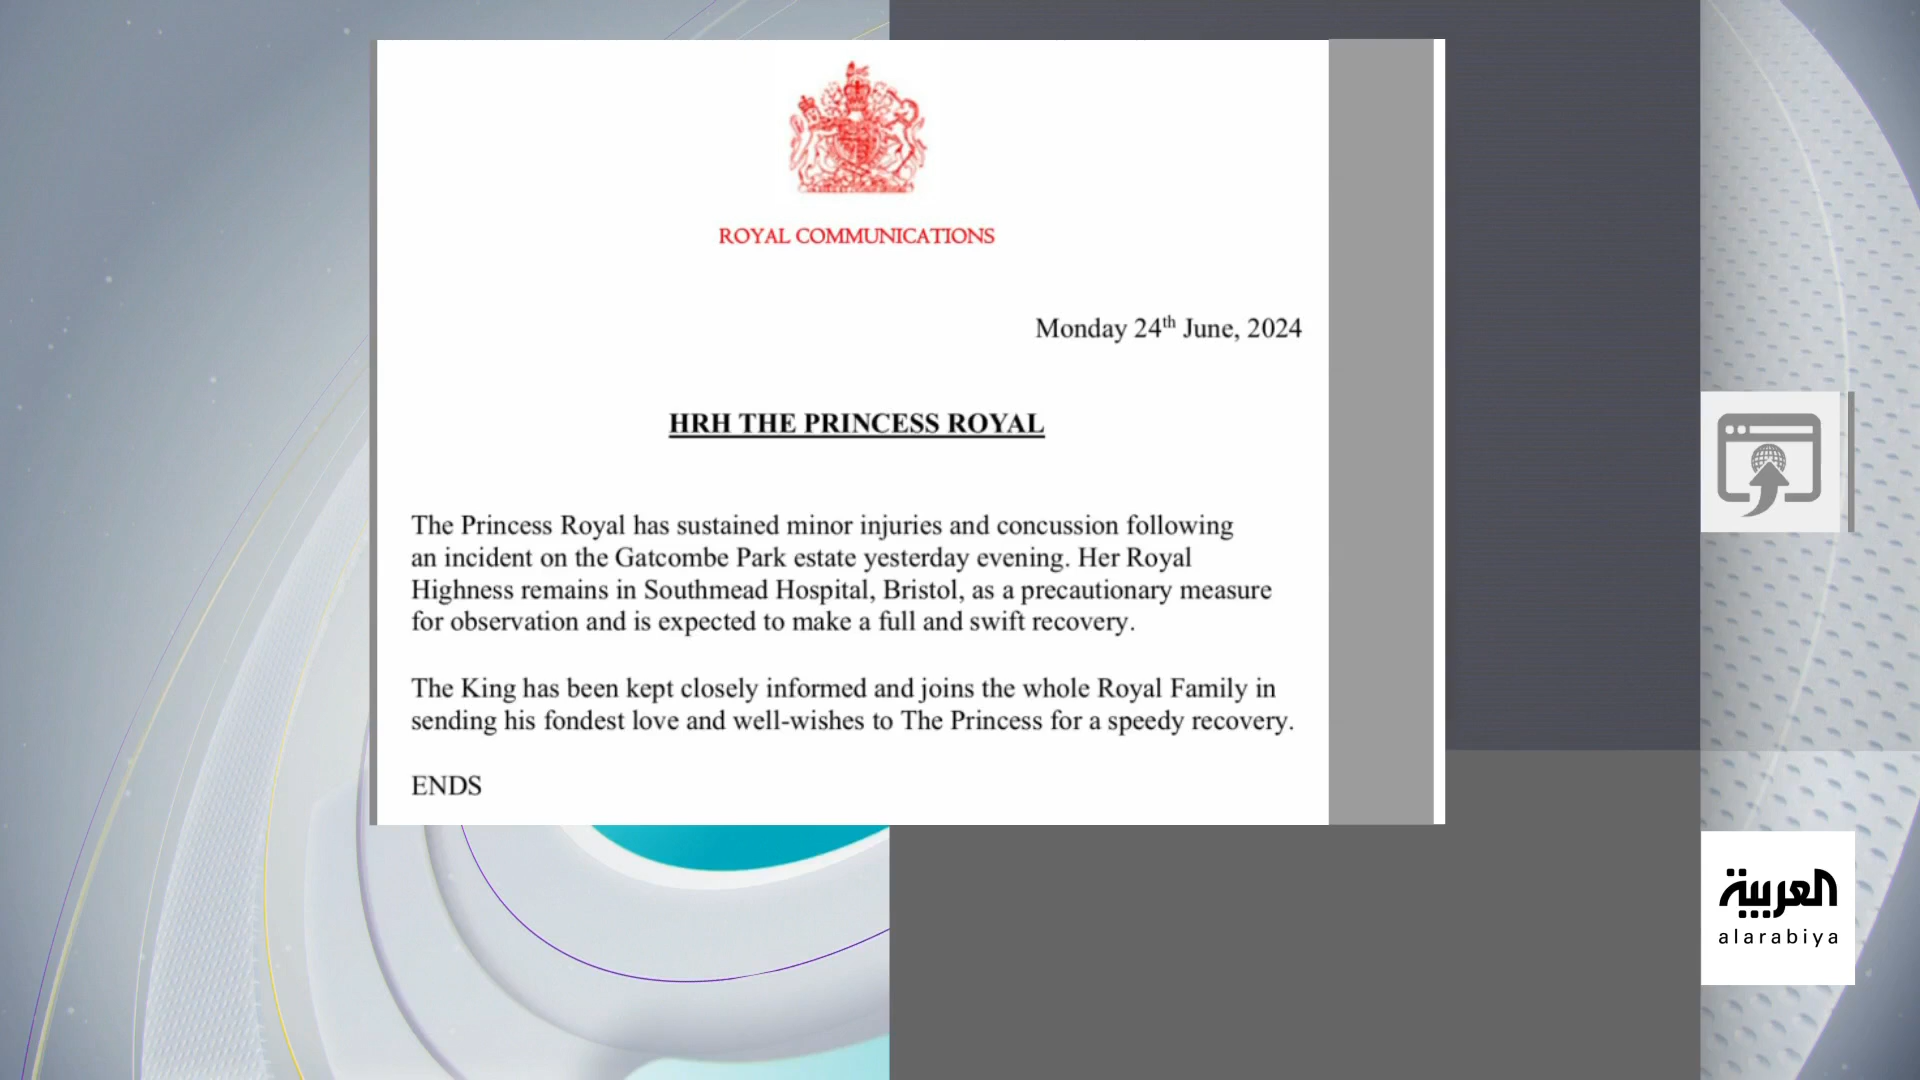 ROYAL COMMUNICATIONS
Monday 24th June, 2024
HRH THE PRINCESS ROYAL
The Princess Royal has sustained minor injuries and concussion following
an incident on the Gatcombe Park estate yesterday evening. Her Royal
Highness remains in Southmead Hospital, Bristol, as a precautionary measure
for observation and is expected to make a full and swift recovery.
The King has been kept closely informed and joins the whole Royal Family in
sending his fondest love and well-wishes to The Princess for a speedy recovery.
ENDS
العربية
alarabiya